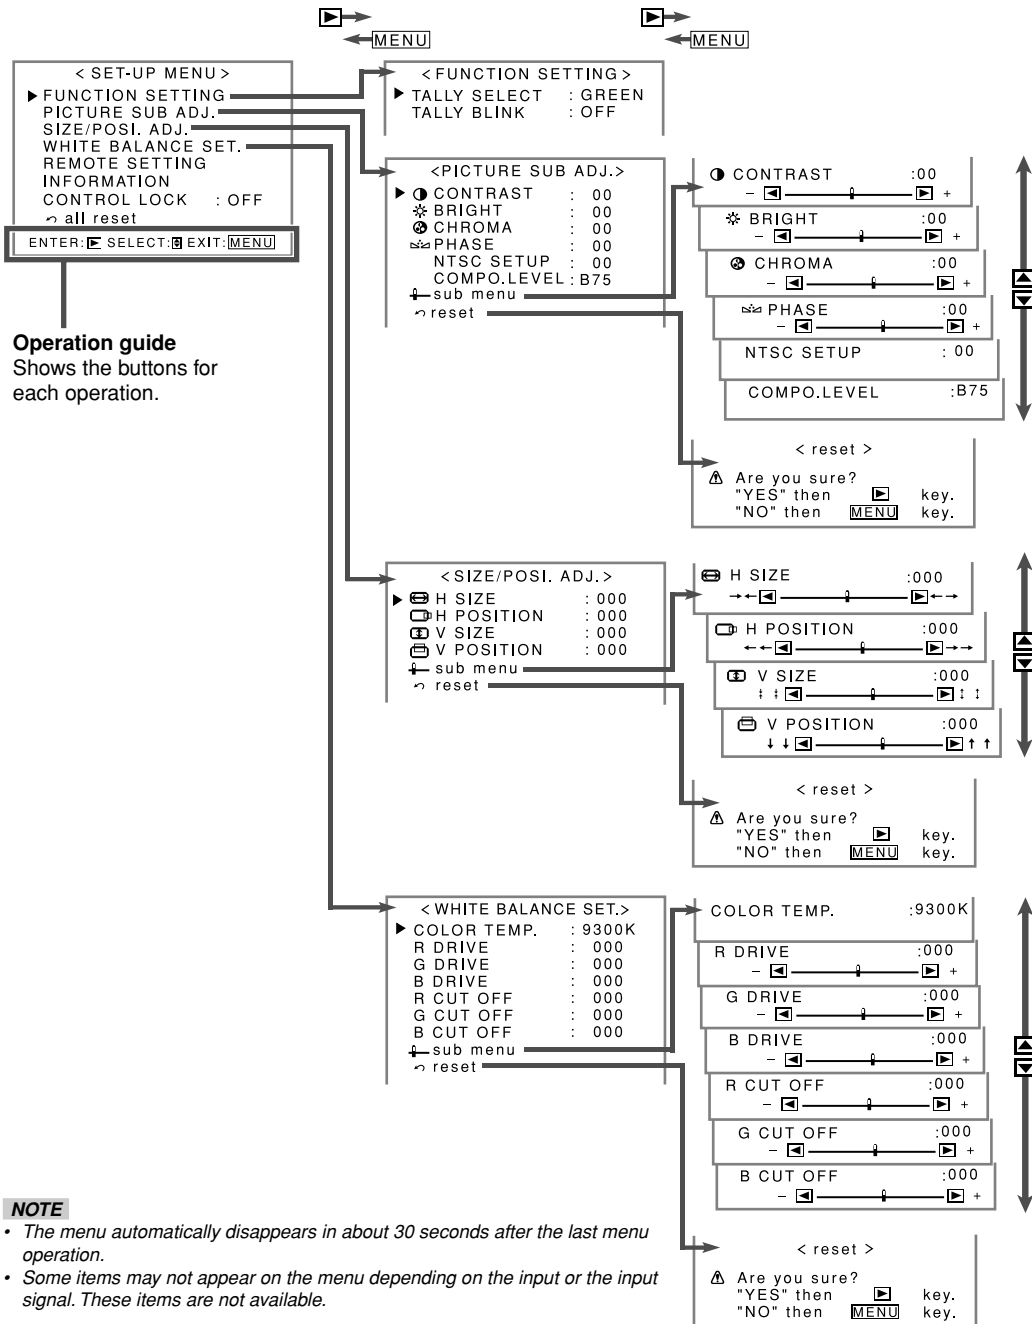 MENU
MENU
< SET-UP MENU >
FUNCTION SETTING
PICTURE SUB ADJ.
SIZE/POSI. ADJ.
WHITE BALANCE SET.
REMOTE SETTING
INFORMATION
CONTROL LOCK : OFF
all reset
ENTER: SELECT: EXIT: MENU
Operation guide
Shows the buttons for
each operation.
< FUNCTION SETTING >
TALLY SELECT : GREEN
TALLY BLINK : OFF
<PICTURE SUB ADJ.>
CONTRAST : 00
BRIGHT : 00
CHROMA : 00
PHASE : 00
NTSC SETUP : 00
COMPO.LEVEL : B75
sub menu
reset
CONTRAST :00
- +
BRIGHT :00
- +
CHROMA :00
- +
PHASE :00
- +
NTSC SETUP : 00
COMPO.LEVEL :B75
< reset >
Are you sure?
"YES" then key.
"NO" then MENU key.
<SIZE/POSI. ADJ.>
H SIZE : 000
H POSITION : 000
V SIZE : 000
V POSITION : 000
sub menu
reset
H SIZE :000
→← ←→
H POSITION :000
←← →→
V SIZE :000
V POSITION :000
↓↓ ↑↑
< reset >
Are you sure?
"YES" then key.
"NO" then MENU key.
<WHITE BALANCE SET.>
COLOR TEMP. : 9300K
R DRIVE : 000
G DRIVE : 000
B DRIVE : 000
R CUT OFF : 000
G CUT OFF : 000
B CUT OFF : 000
sub menu
reset
COLOR TEMP. :9300K
R DRIVE :000
- +
G DRIVE :000
- +
B DRIVE :000
- +
R CUT OFF :000
- +
G CUT OFF :000
- +
B CUT OFF :000
- +
< reset >
Are you sure?
"YES" then key.
"NO" then MENU key.
NOTE
• The menu automatically disappears in about 30 seconds after the last menu
operation.
• Some items may not appear on the menu depending on the input or the input
signal. These items are not available.